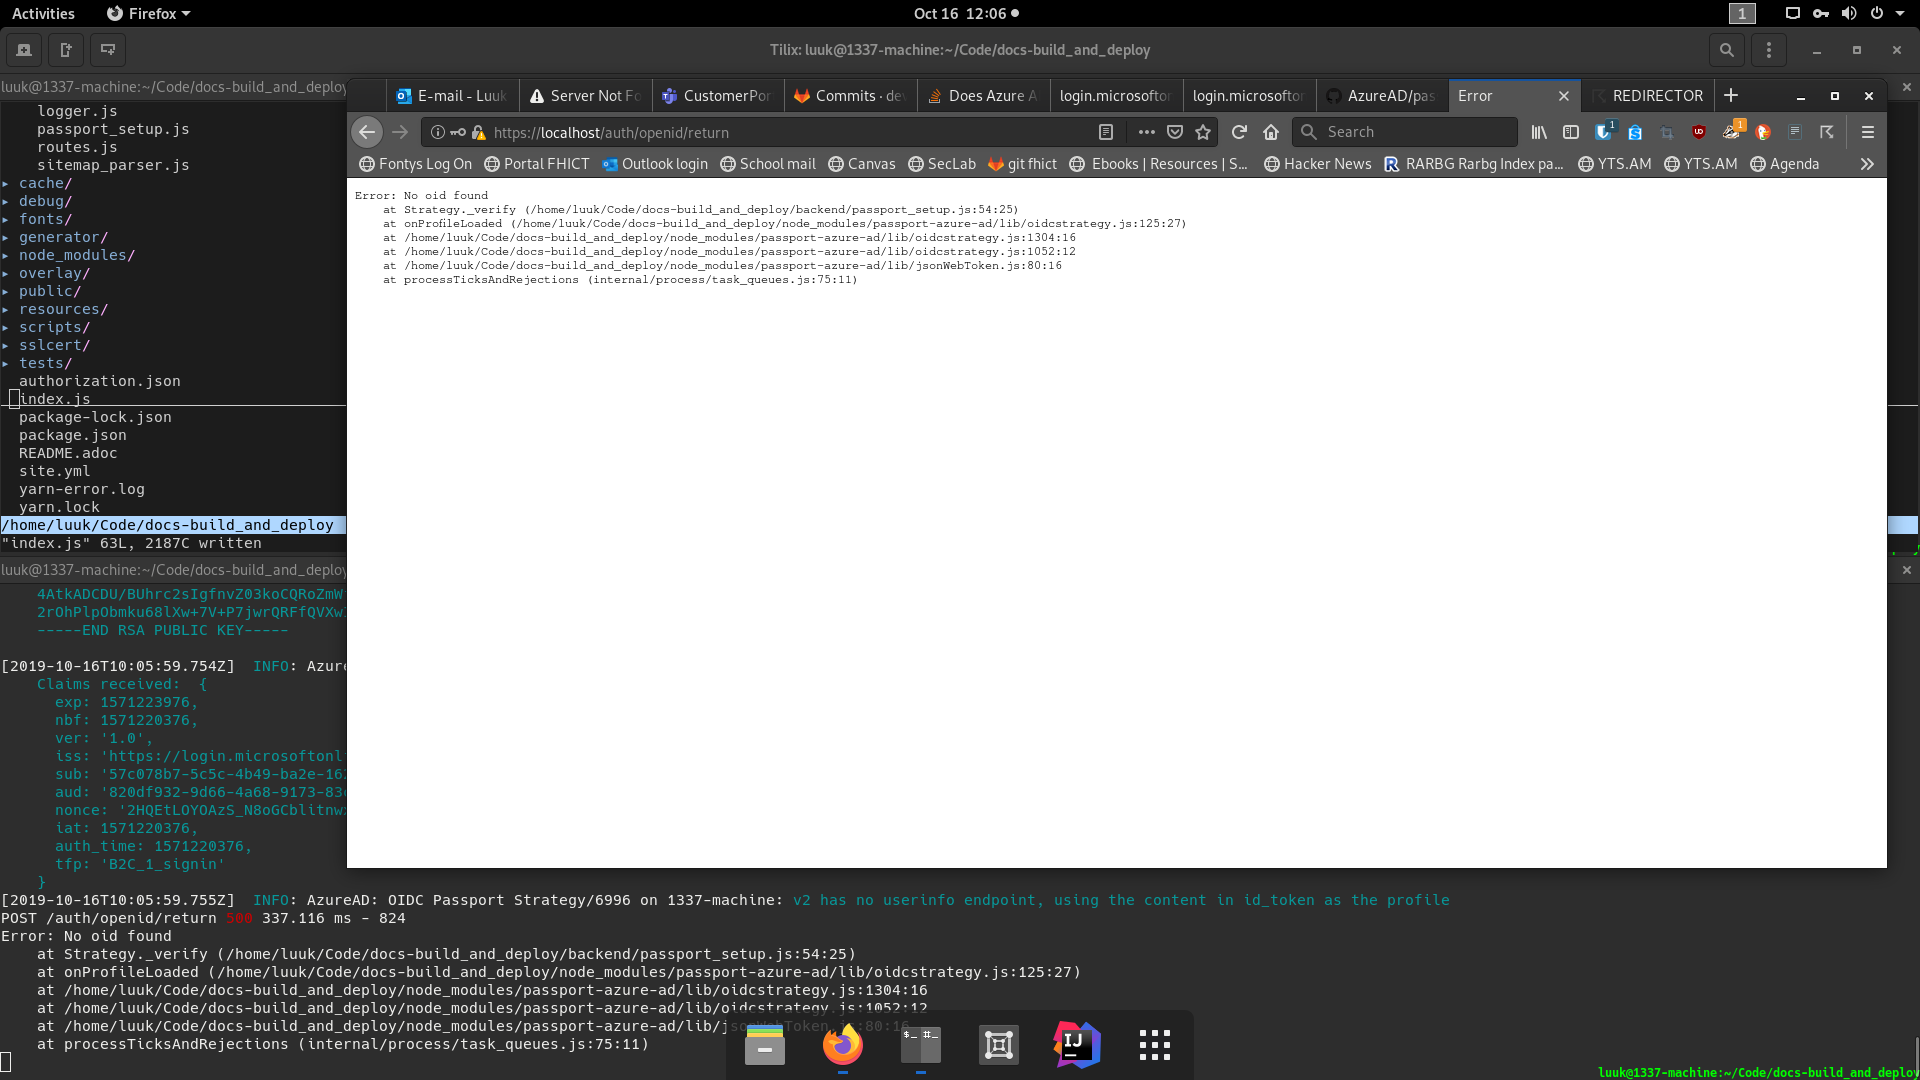 Activities
Firefox
Oct 16 12:06
1
Tilix: luuk@1337-machine:~/Code/docs-build_and_deploy
luuk@1337-machine:~/Code/docs-build_and_deploy
logger.js
passport_setup.js
routes.js
sitemap_parser.js
▸ cache/
▸ debug/
▸ fonts/
▸ generator/
▸ node_modules/
▸ overlay/
▸ public/
▸ resources/
▸ scripts/
▸ sslcert/
▸ tests/
authorization.json
index.js
package-lock.json
package.json
README.adoc
site.yml
yarn-error.log
yarn.lock
/home/luuk/Code/docs-build_and_deploy
"index.js" 63L, 2187C written
E-mail - Luuk
Server Not Fo
CustomerPor
Commits · dev
Does Azure A
login.microsoftor
login.microsoftor
AzureAD/pas
Error
REDIRECTOR
https://localhost/auth/openid/return
Search
1
1
Fontys Log On
Portal FHICT
Outlook login
School mail
Canvas
SecLab
git fhict
Ebooks | Resources | S...
Hacker News
RARBG Rarbg Index pa...
YTS.AM
YTS.AM
Agenda
Error: No oid found
at Strategy._verify (/home/luuk/Code/docs-build_and_deploy/backend/passport_setup.js:54:25)
at onProfileLoaded (/home/luuk/Code/docs-build_and_deploy/node_modules/passport-azure-ad/lib/oidcstrategy.js:125:27)
at /home/luuk/Code/docs-build_and_deploy/node_modules/passport-azure-ad/lib/oidcstrategy.js:1304:16
at /home/luuk/Code/docs-build_and_deploy/node_modules/passport-azure-ad/lib/oidcstrategy.js:1052:12
at /home/luuk/Code/docs-build_and_deploy/node_modules/passport-azure-ad/lib/jsonWebToken.js:80:16
at processTicksAndRejections (internal/process/task_queues.js:75:11)
luuk@1337-machine:~/Code/docs-build_and_deploy
4AtkADCDU/BUhrc2sIgfnvZ03koCQRoZmW
2rOhPlpObmku68lXw+7V+P7jwrQRFfQVXw
-----END RSA PUBLIC KEY-----
[2019-10-16T10:05:59.754Z] INFO: Azure
Claims received: {
exp: 1571223976,
nbf: 1571220376,
ver: '1.0',
iss: 'https://login.microsoftonl
sub: '57c078b7-5c5c-4b49-ba2e-16
aud: '820df932-9d66-4a68-9173-83
nonce: '2HQEtLOYOAzS_N8oGCblitnw
iat: 1571220376,
auth_time: 1571220376,
tfp: 'B2C_1_signin'
}
[2019-10-16T10:05:59.755Z] INFO: AzureAD: OIDC Passport Strategy/6996 on 1337-machine: v2 has no userinfo endpoint, using the content in id_token as the profile
POST /auth/openid/return 500 337.116 ms - 824
Error: No oid found
at Strategy._verify (/home/luuk/Code/docs-build_and_deploy/backend/passport_setup.js:54:25)
at onProfileLoaded (/home/luuk/Code/docs-build_and_deploy/node_modules/passport-azure-ad/lib/oidcstrategy.js:125:27)
at /home/luuk/Code/docs-build_and_deploy/node_modules/passport-azure-ad/lib/oidcstrategy.js:1304:16
at /home/luuk/Code/docs-build_and_deploy/node_modules/passport-azure-ad/lib/oidcstrategy.js:1052:12
at /home/luuk/Code/docs-build_and_deploy/node_modules/passport-azure-ad/lib/jsonWebToken.js:80:16
at processTicksAndRejections (internal/process/task_queues.js:75:11)
IJ
luuk@1337-machine:~/Code/docs-build_and_deploy